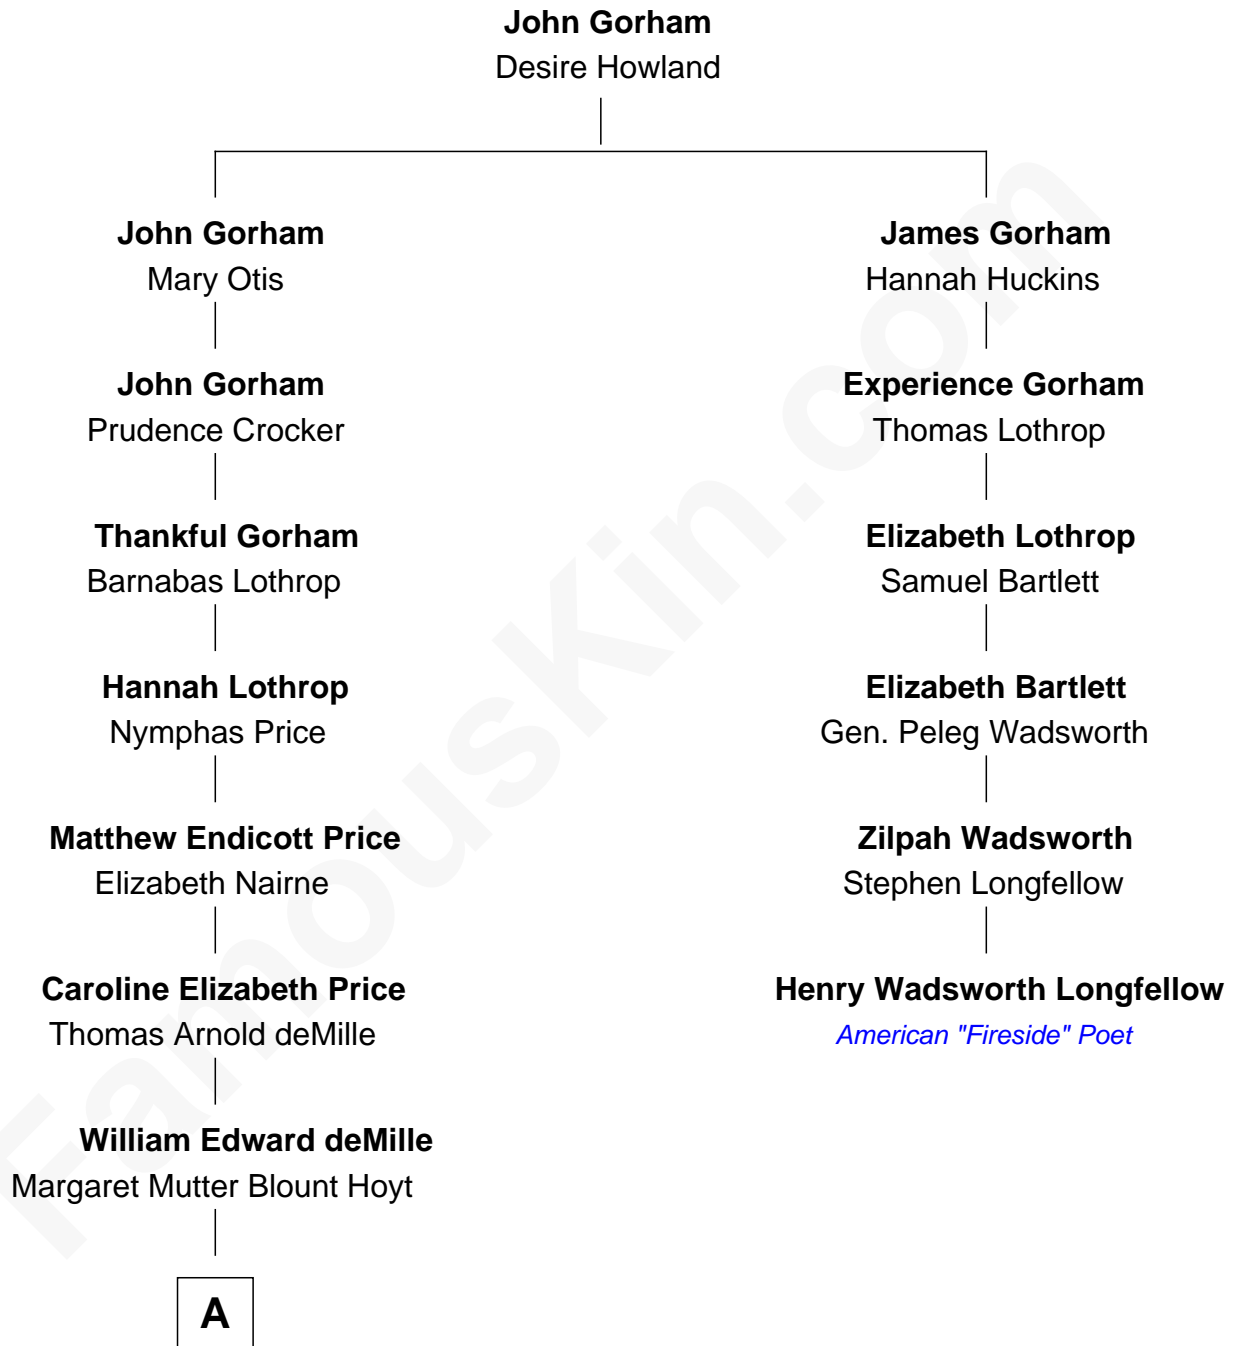 John Gorham
Desire Howland
John Gorham
Mary Otis
James Gorham
Hannah Huckins
John Gorham
Prudence Crocker
Experience Gorham
Thomas Lothrop
Thankful Gorham
Barnabas Lothrop
Elizabeth Lothrop
Samuel Bartlett
Hannah Lothrop
Nymphas Price
Elizabeth Bartlett
Gen. Peleg Wadsworth
Matthew Endicott Price
Elizabeth Nairne
Zilpah Wadsworth
Stephen Longfellow
Caroline Elizabeth Price
Thomas Arnold deMille
Henry Wadsworth Longfellow
American "Fireside" Poet
William Edward deMille
Margaret Mutter Blount Hoyt
A
FamousKin.com